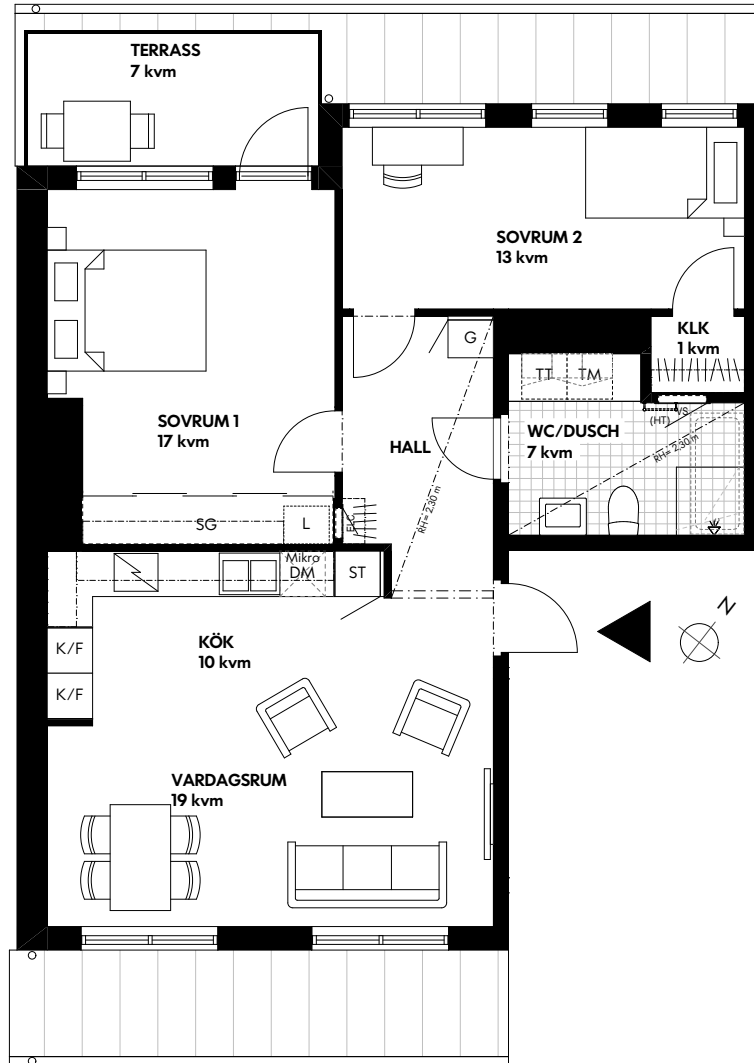 TERRASS
7 kvm
SOVRUM 2
13 kvm
G
KLK
1 kvm
TT
TM
VS
(HT)
SOVRUM 1
17 kvm
HALL
WC/DUSCH
7 kvm
RH= 2,30 m
RH= 2,30 m
SG
L
ELC
Mikro
DM
ST
N
K/F
K/F
KÖK
10 kvm
VARDAGSRUM
19 kvm